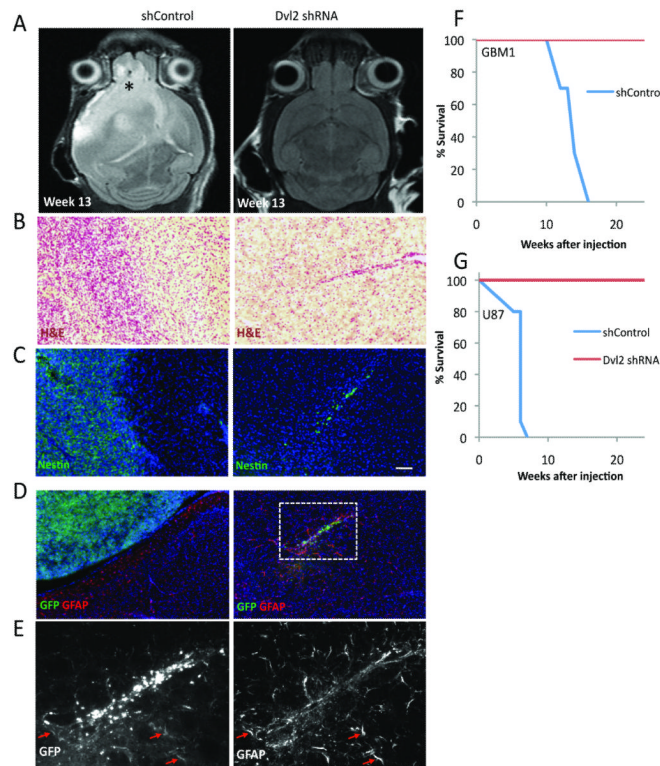 shControl
Dvl2 shRNA
A
*
Week 13
Week 13
B
H&E
H&E
C
Nestin
Nestin
D
GFP GFAP
GFP GFAP
E
GFP
GFAP
F
100
80
60
40
20
0
% Survival
GBM1
shContro
0
10
20
Weeks after injection
G
100
80
60
40
20
0
% Survival
U87
shControl
Dvl2 shRNA
0
10
20
Weeks after injection